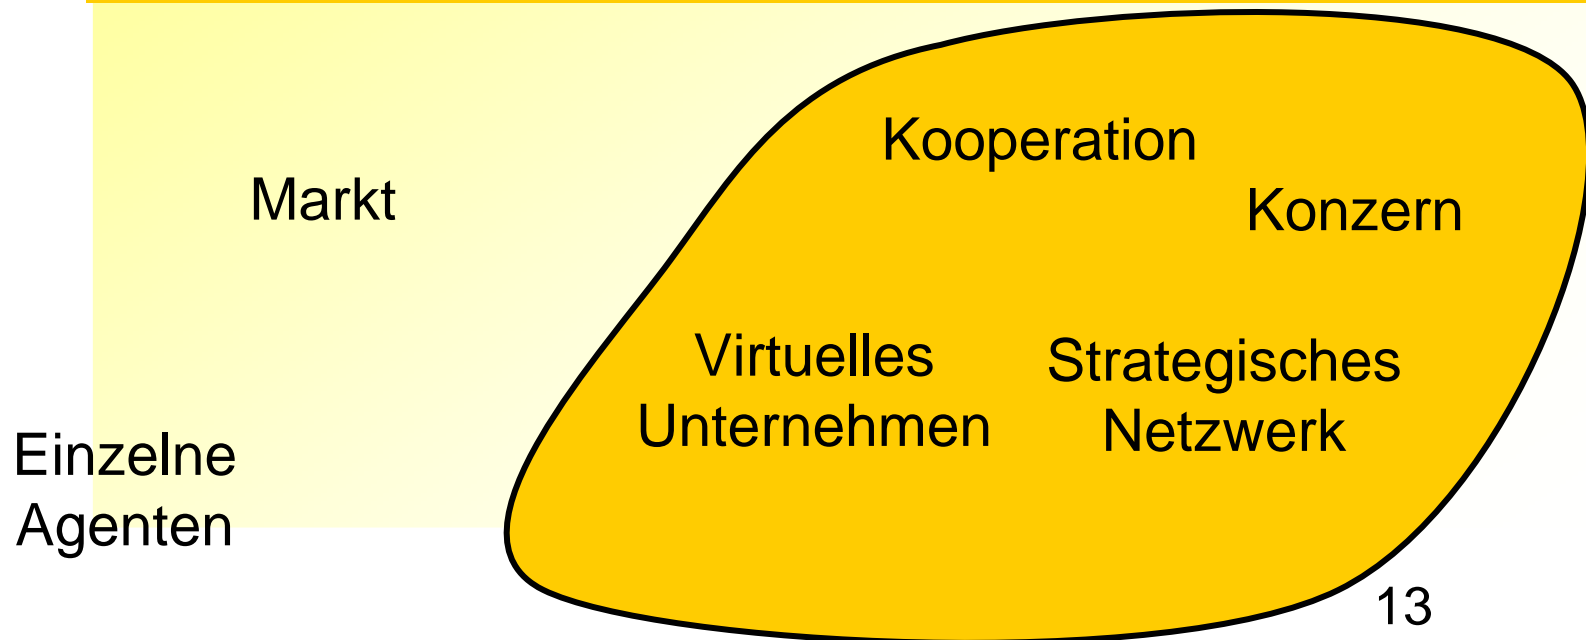 Kooperation
Markt
Konzern
Virtuelles
Unternehmen
Strategisches
Netzwerk
Einzelne
Agenten
13